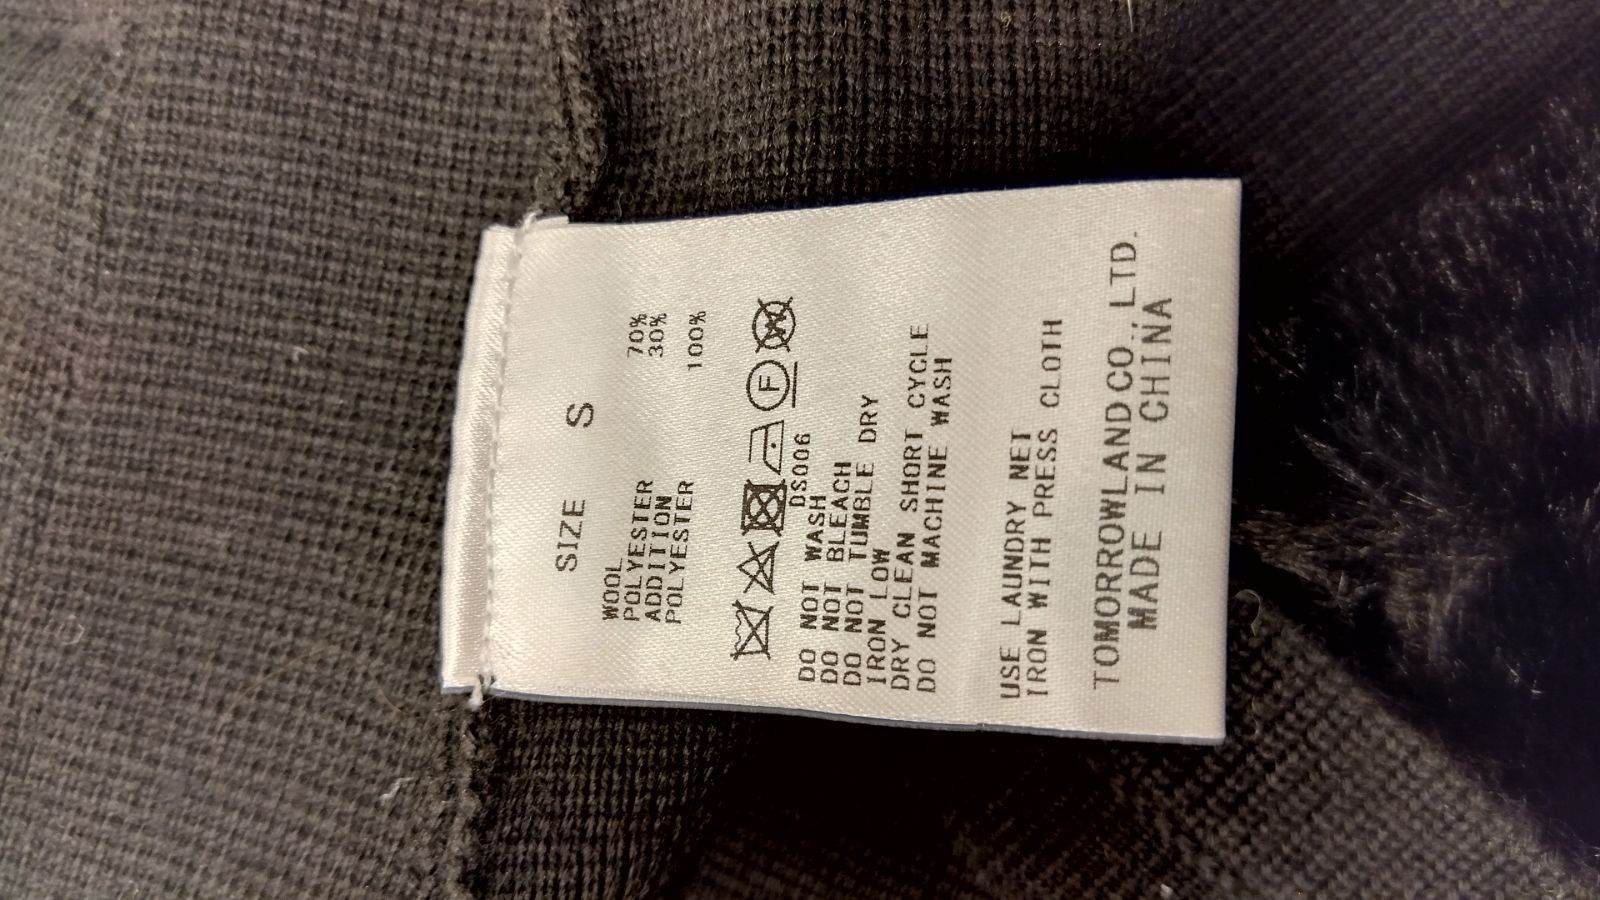 SIZE S
WOOL 70%
POLYESTER 30%
ADDITION
POLYESTER 100%
F W
DS006
DO NOT WASH
DO NOT BLEACH
DO NOT TUMBLE DRY
IRON LOW
DRY CLEAN SHORT CYCLE
DO NOT MACHINE WASH
USE LAUNDRY NET
IRON WITH PRESS CLOTH
TOMORROWLAND CO., LTD.
MADE IN CHINA